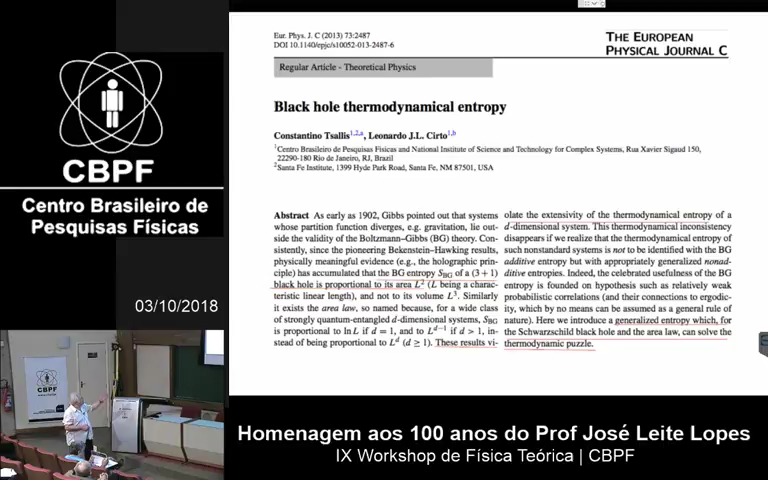 CBPF
Centro Brasileiro de
Pesquisas Físicas
03/10/2018
CBPF
Eur. Phys. J. C (2013) 73:2487
DOI 10.1140/epjc/s10052-013-2487-6
THE EUROPEAN
PHYSICAL JOURNAL C
Regular Article - Theoretical Physics
Black hole thermodynamical entropy
Constantino Tsallis1,2,a, Leonardo J.L. Cirto1,b
1Centro Brasileiro de Pesquisas Físicas and National Institute of Science and Technology for Complex Systems, Rua Xavier Sigaud 150,
22290-180 Rio de Janeiro, RJ, Brazil
2Santa Fe Institute, 1399 Hyde Park Road, Santa Fe, NM 87501, USA
Abstract As early as 1902, Gibbs pointed out that systems
whose partition function diverges, e.g. gravitation, lie out-
side the validity of the Boltzmann–Gibbs (BG) theory. Con-
sistently, since the pioneering Bekenstein–Hawking results,
physically meaningful evidence (e.g., the holographic prin-
ciple) has accumulated that the BG entropy SBG of a (3+1)
black hole is proportional to its area L² (L being a charac-
teristic linear length), and not to its volume L³. Similarly
it exists the area law, so named because, for a wide class
of strongly quantum-entangled d-dimensional systems, SBG
is proportional to ln L if d = 1, and to L^d−1 if d > 1, in-
stead of being proportional to L^d (d ≥ 1). These results vi-
olate the extensivity of the thermodynamical entropy of a
d-dimensional system. This thermodynamical inconsistency
disappears if we realize that the thermodynamical entropy of
such nonstandard systems is not to be identified with the BG
additive entropy but with appropriately generalized nonad-
ditive entropies. Indeed, the celebrated usefulness of the BG
entropy is founded on hypothesis such as relatively weak
probabilistic correlations (and their connections to ergodic-
ity, which by no means can be assumed as a general rule of
nature). Here we introduce a generalized entropy which, for
the Schwarzschild black hole and the area law, can solve the
thermodynamic puzzle.
Homenagem aos 100 anos do Prof José Leite Lopes
IX Workshop de Física Teórica | CBPF